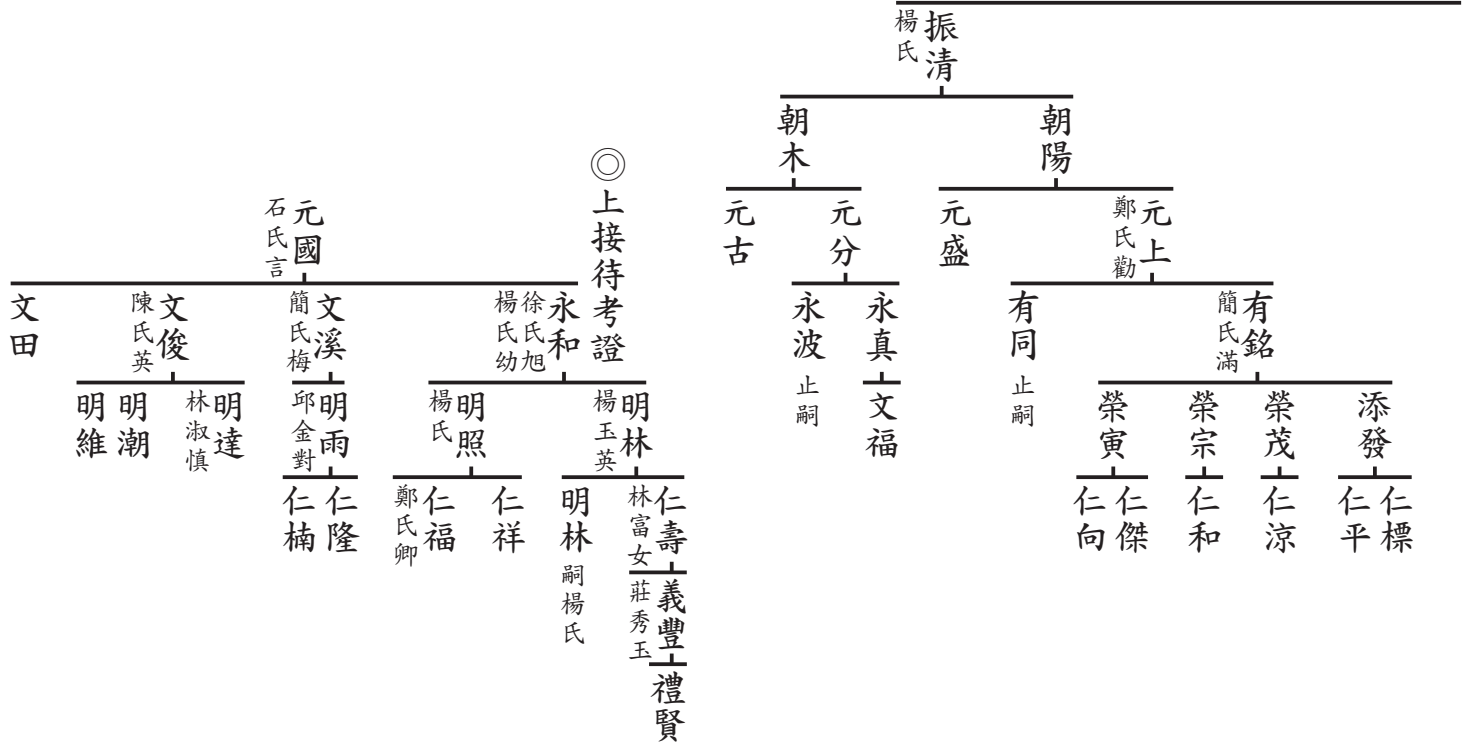 振清
楊氏
朝陽
朝木
元上
鄭氏勸
元盛
元分
元古
有銘
簡氏滿
有同 止嗣
永真
永波 止嗣
添發
榮茂
榮宗
榮寅
文福
仁標
仁平
仁涼
仁和
仁傑
仁向
◎上接待考證
元國
石氏言
永和
徐氏旭
楊氏幼
文溪
簡氏梅
文俊
陳氏英
文田
明林
楊玉英
明照
楊氏
明雨
邱金對
明達
林淑慎
明潮
明維
仁壽
林富女
明林 嗣楊氏
仁祥
仁福
鄭氏卿
仁隆
仁楠
義豐
莊秀玉
禮賢